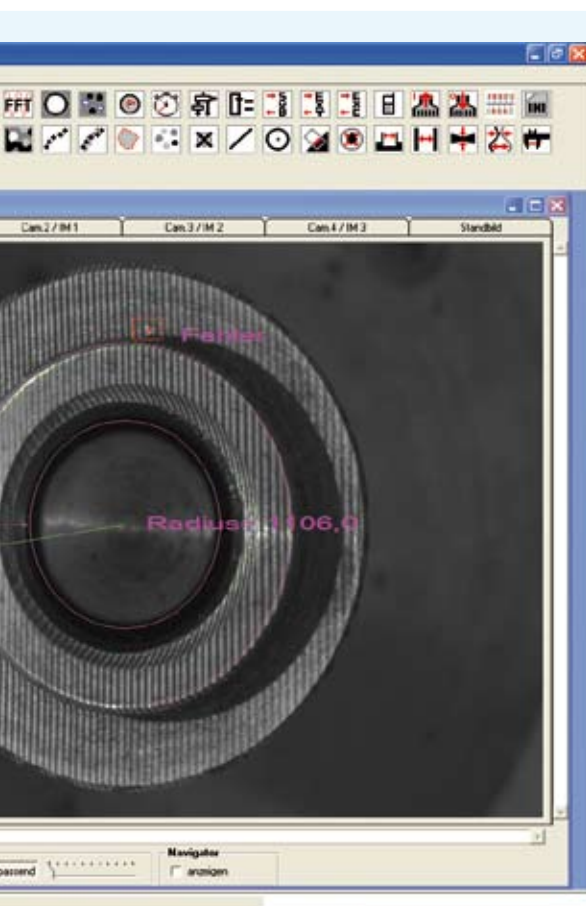 FFT
INI
Cam.2 / IM 1 Cam.3 / IM 2 Cam.4 / IM 3 Standbild
Fehler
Radius= 1106,0
Navigator
passend anzeigen